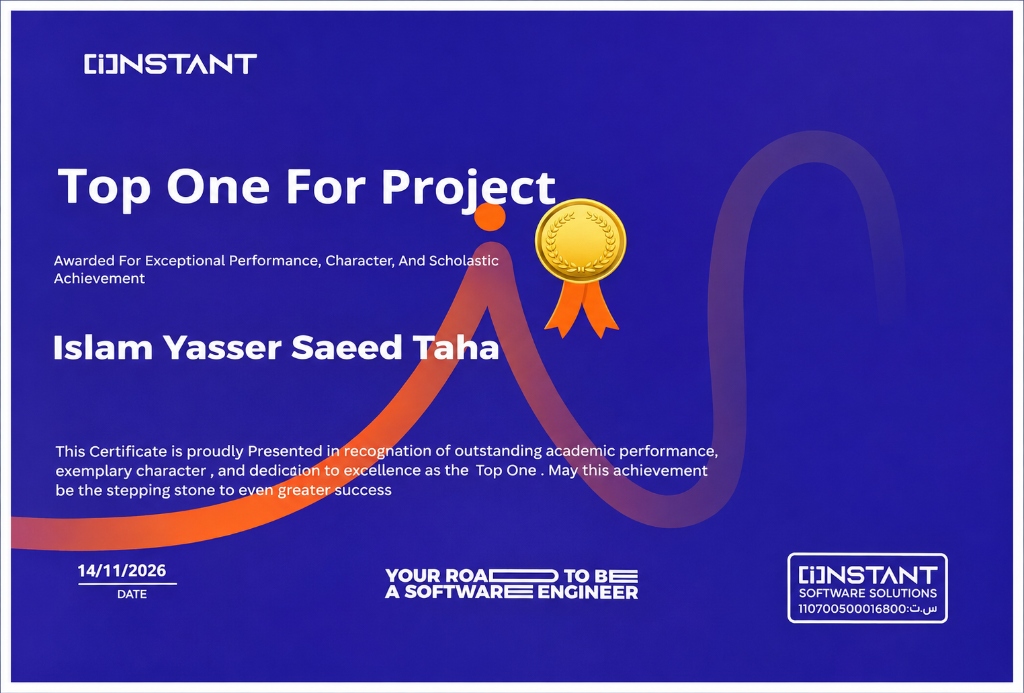 [i]NSTANT
Top One For Project
Awarded For Exceptional Performance, Character, And Scholastic
Achievement
Islam Yasser Saeed Taha
This Certificate is proudly Presented in recognation of outstanding academic performance,
exemplary character , and dedicaion to excellence as the Top One . May this achievement
be the stepping stone to even greater success
14/11/2026
DATE
YOUR ROAD TO BE
A SOFTWARE ENGINEER
[i]NSTANT
SOFTWARE SOLUTIONS
س.ت:110700500016800